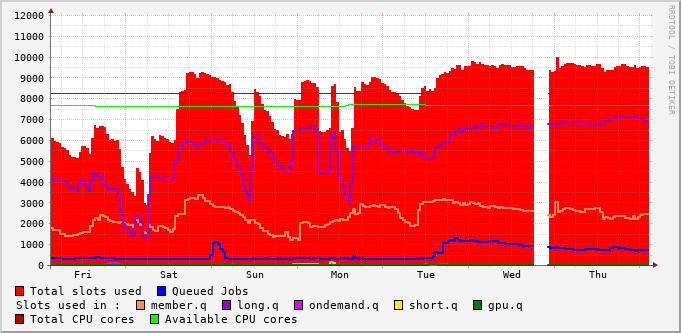 12000
11000
10000
9000
8000
7000
6000
5000
4000
3000
2000
1000
0
Fri Sat Sun Mon Tue Wed Thu
RRDTOOL / TOBI OETIKER
Total slots used Queued Jobs
Slots used in : member.q long.q ondemand.q short.q gpu.q
Total CPU cores Available CPU cores